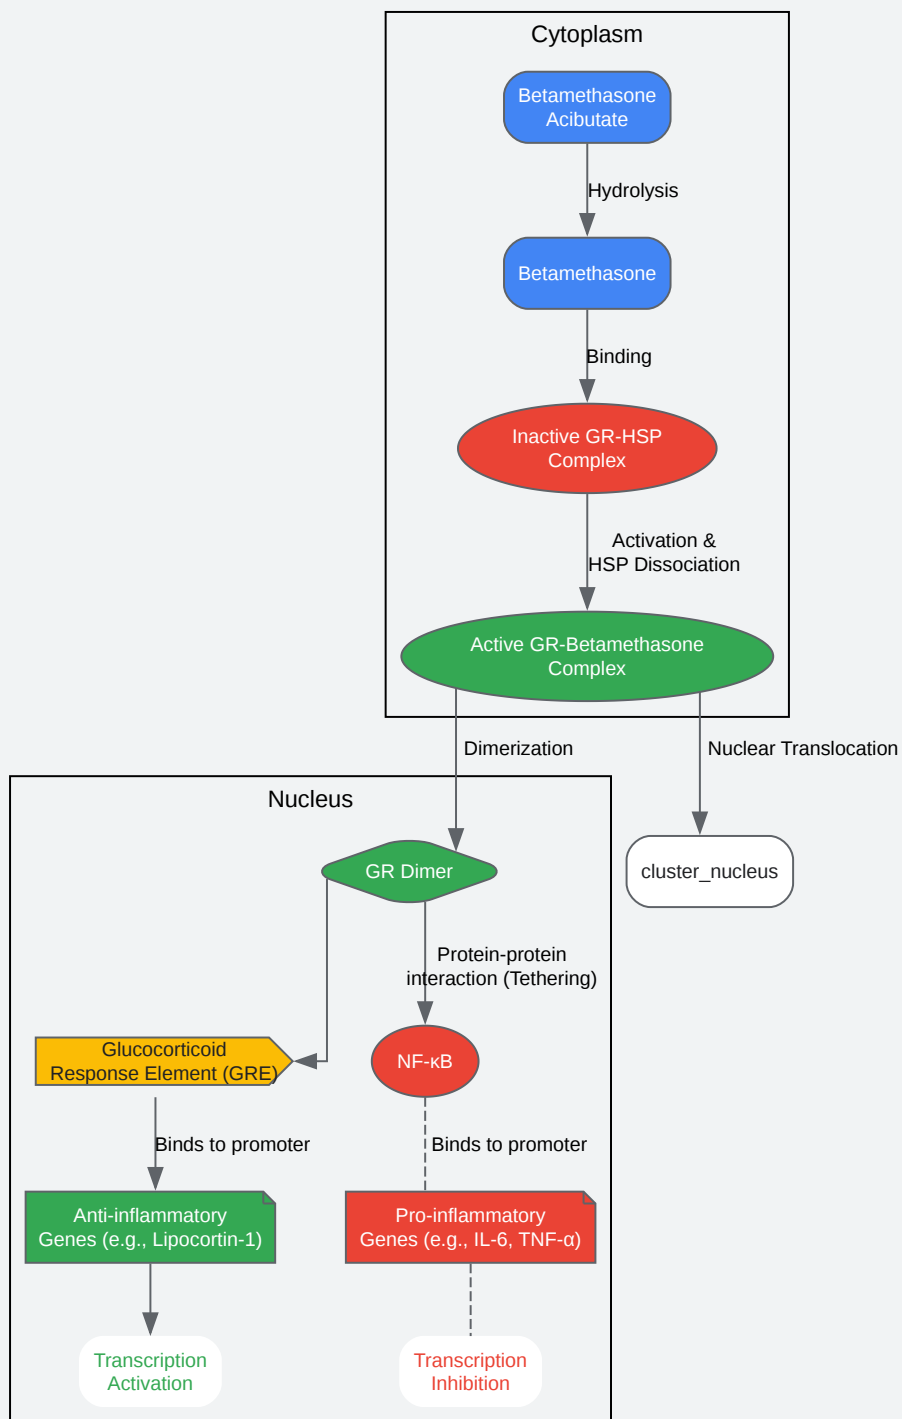 Cytoplasm
Betamethasone
Acibutate
Hydrolysis
Betamethasone
Binding
Inactive GR-HSP
Complex
Activation &
HSP Dissociation
Active GR-Betamethasone
Complex
Dimerization
Nuclear Translocation
Nucleus
GR Dimer
cluster_nucleus
Protein-protein
interaction (Tethering)
Glucocorticoid
Response Element (GRE)
NF-κB
Binds to promoter
Binds to promoter
Anti-inflammatory
Genes (e.g., Lipocortin-1)
Pro-inflammatory
Genes (e.g., IL-6, TNF-α)
Transcription
Activation
Transcription
Inhibition